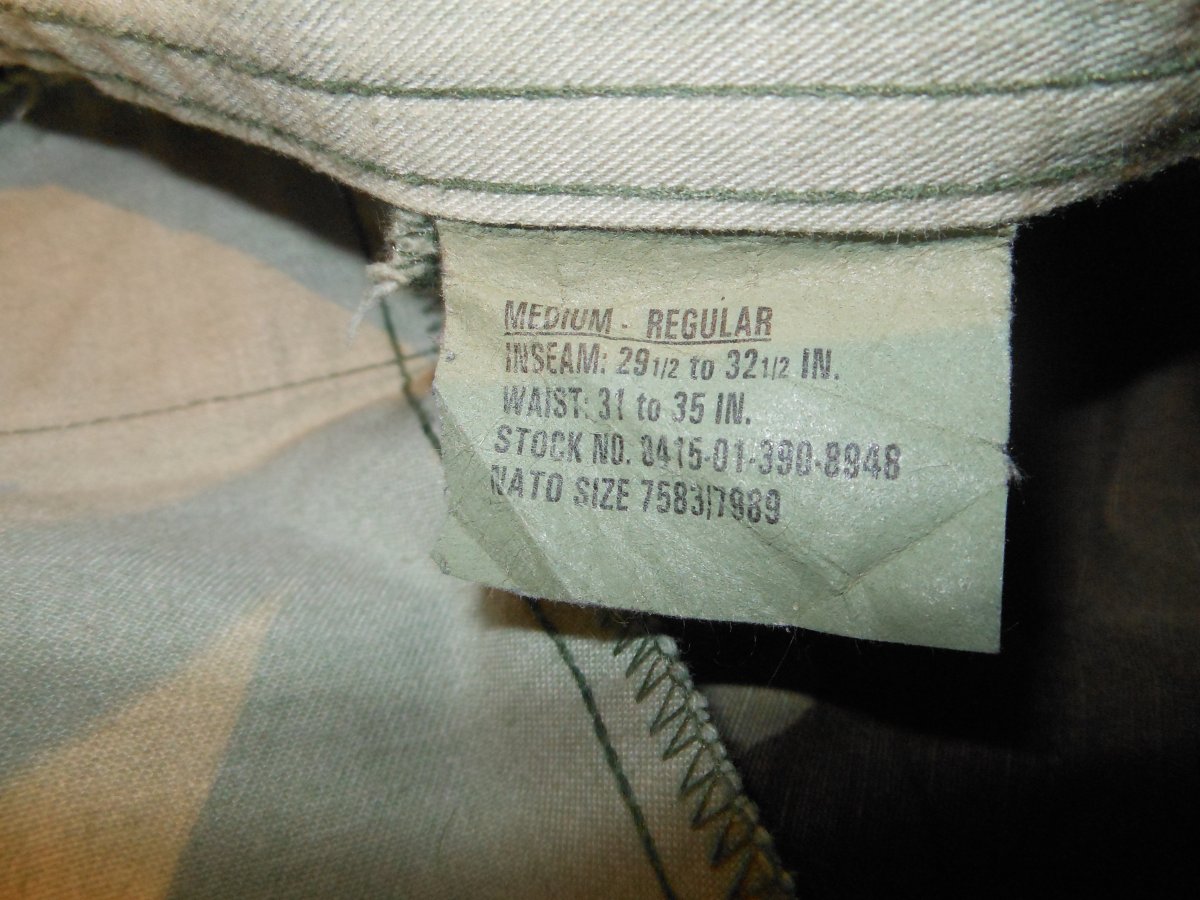 MEDIUM - REGULAR
INSEAM: 29 1/2 to 32 1/2 IN.
WAIST: 31 to 35 IN.
STOCK NO. 8415-01-390-8948
NATO SIZE 7583/7989